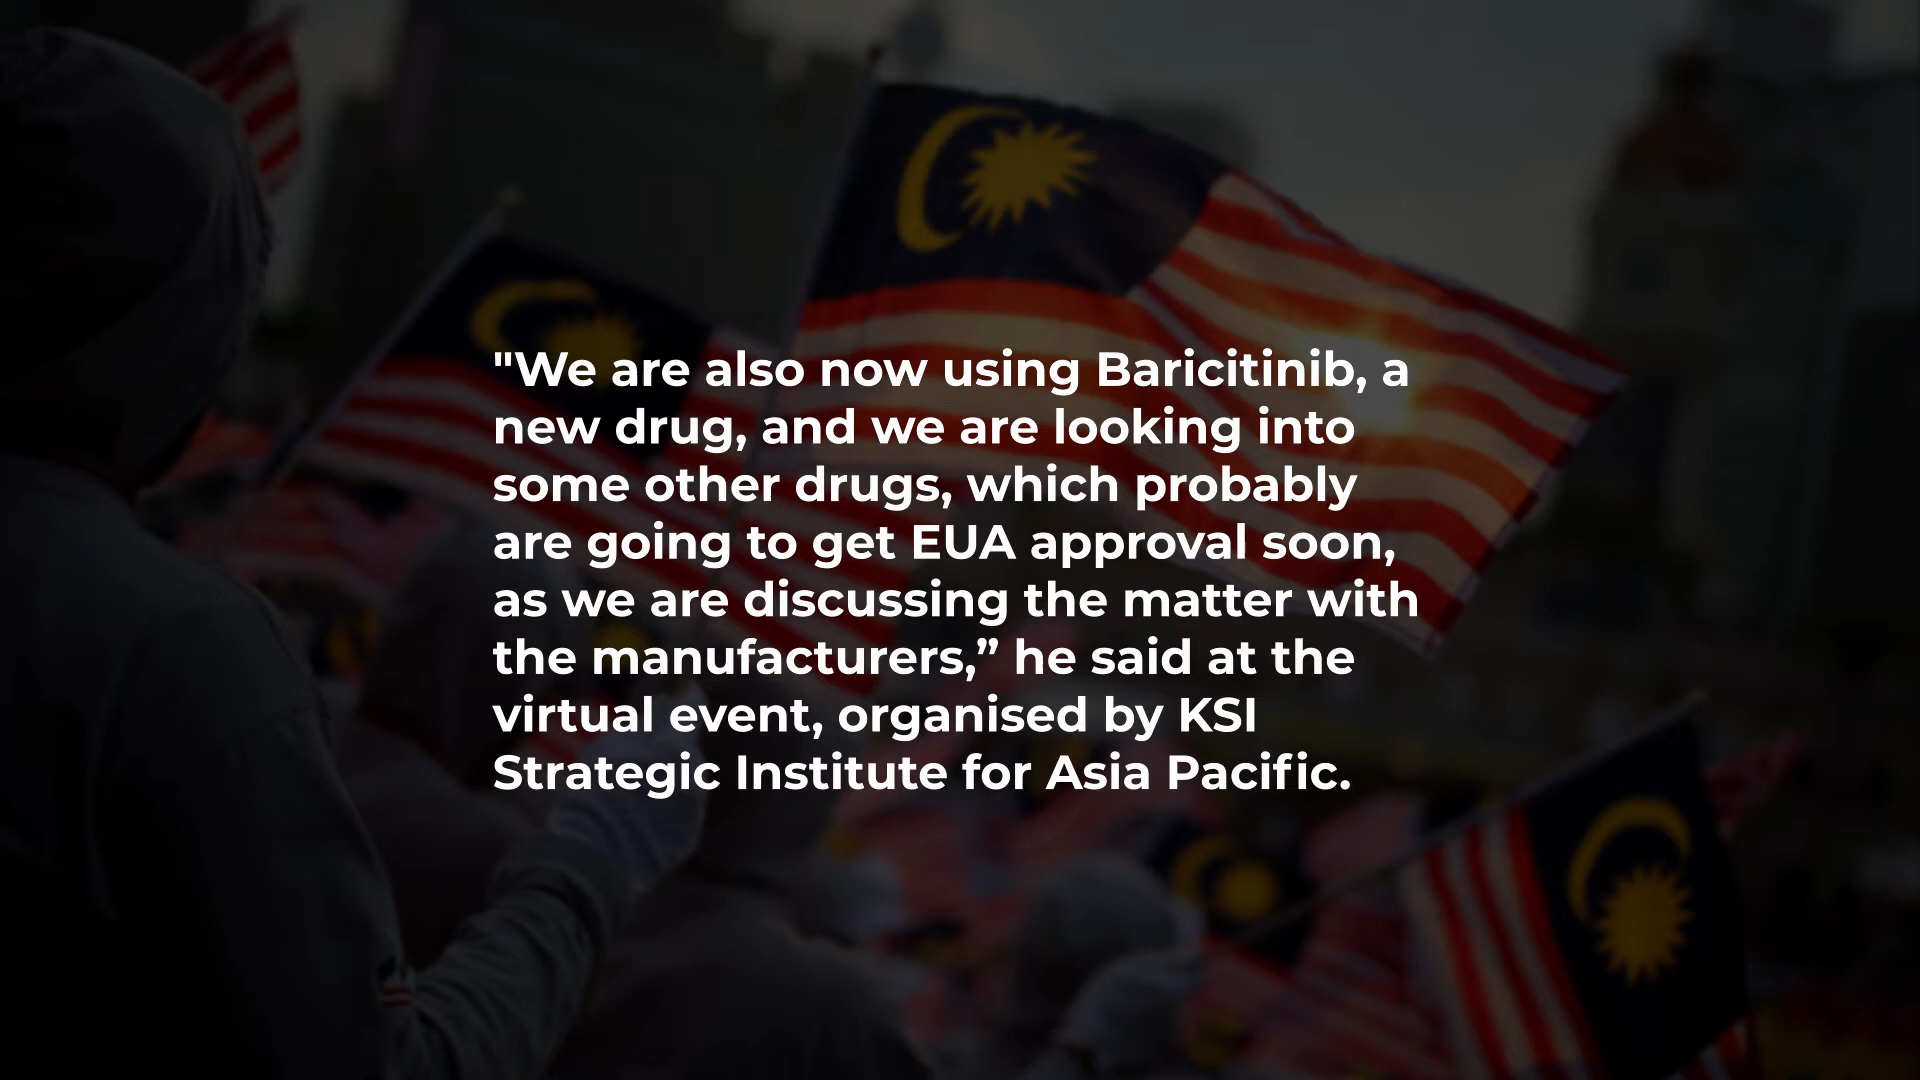 "We are also now using Baricitinib, a
new drug, and we are looking into
some other drugs, which probably
are going to get EUA approval soon,
as we are discussing the matter with
the manufacturers,” he said at the
virtual event, organised by KSI
Strategic Institute for Asia Pacific.